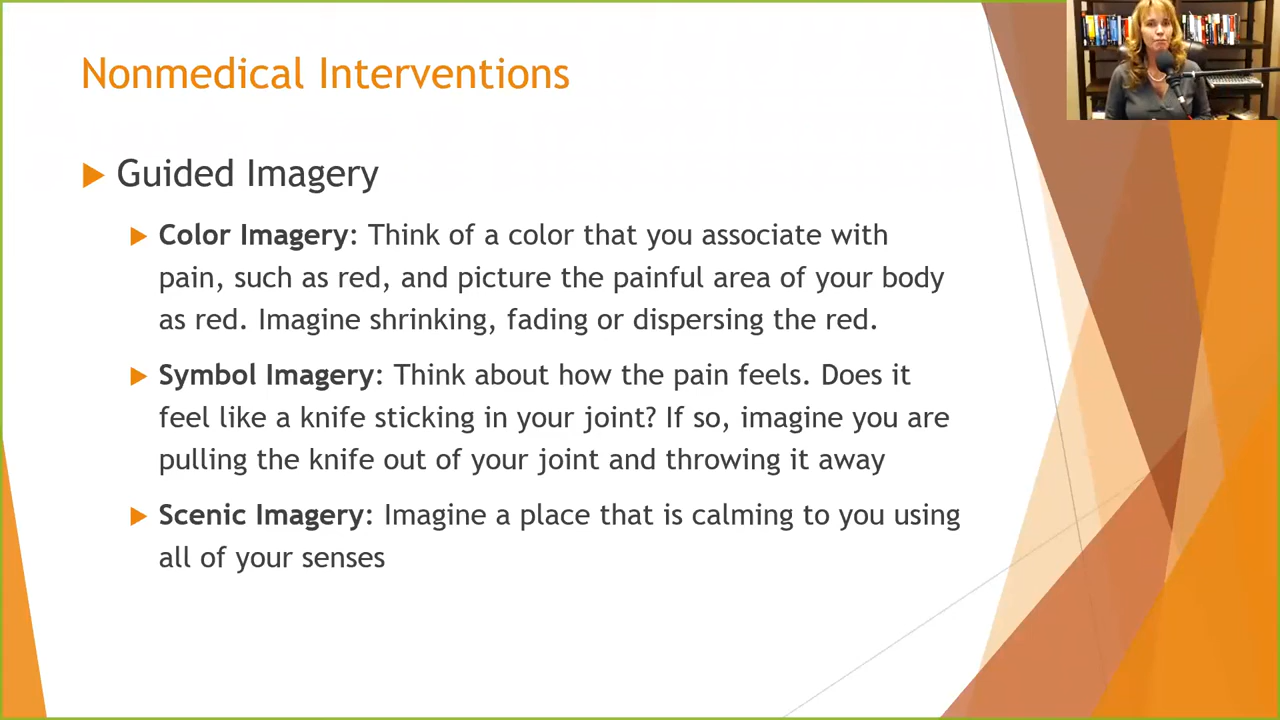 Nonmedical Interventions
Guided Imagery
Color Imagery: Think of a color that you associate with
pain, such as red, and picture the painful area of your body
as red. Imagine shrinking, fading or dispersing the red.
Symbol Imagery: Think about how the pain feels. Does it
feel like a knife sticking in your joint? If so, imagine you are
pulling the knife out of your joint and throwing it away
Scenic Imagery: Imagine a place that is calming to you using
all of your senses